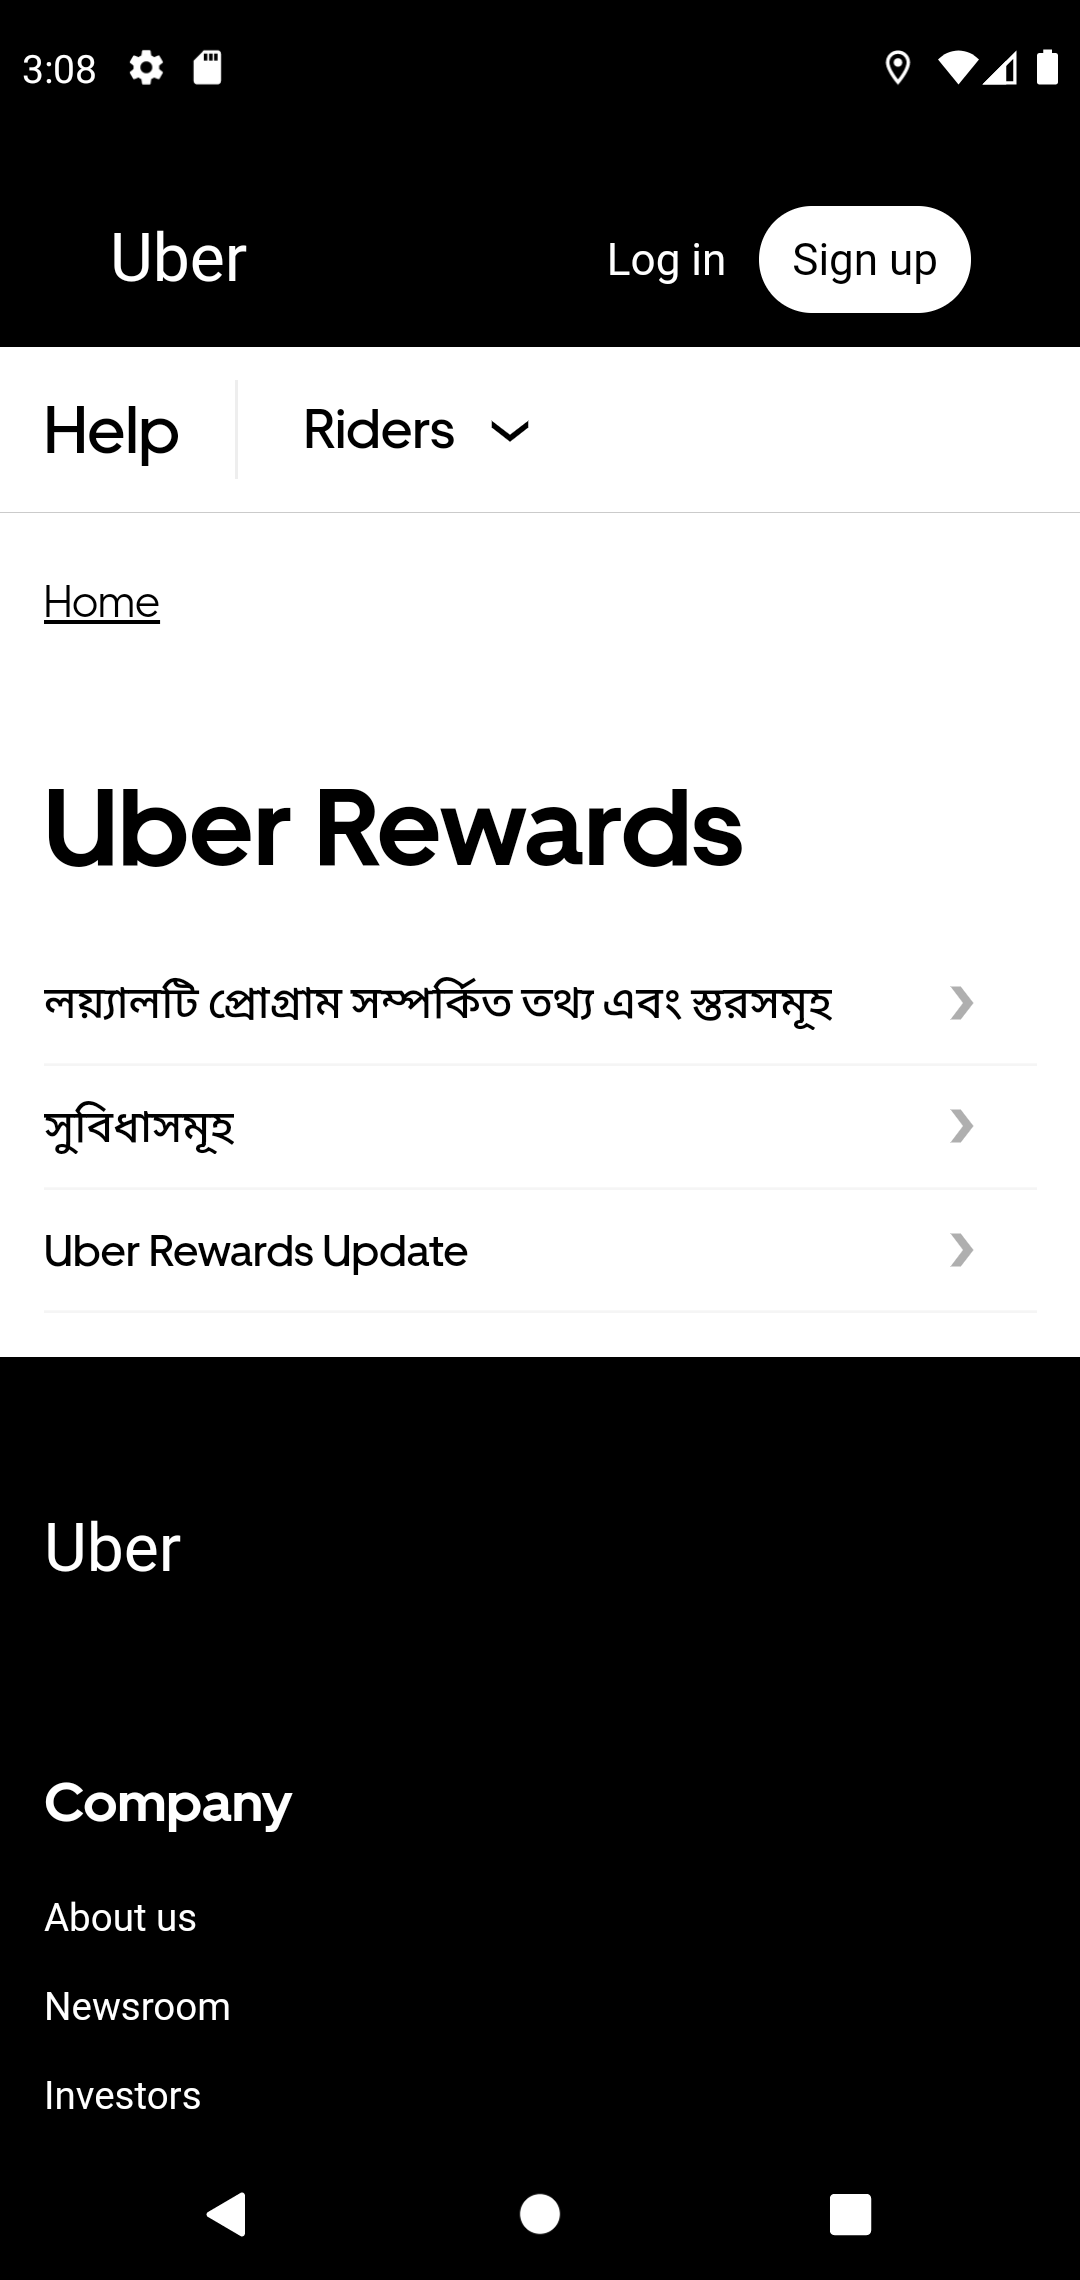 3:08
Uber
Log in
Sign up
Help
Riders
Home
Uber Rewards
লয়্যালটি প্রোগ্রাম সম্পর্কিত তথ্য এবং স্তরসমূহ
সুবিধাসমূহ
Uber Rewards Update
Uber
Company
About us
Newsroom
Investors